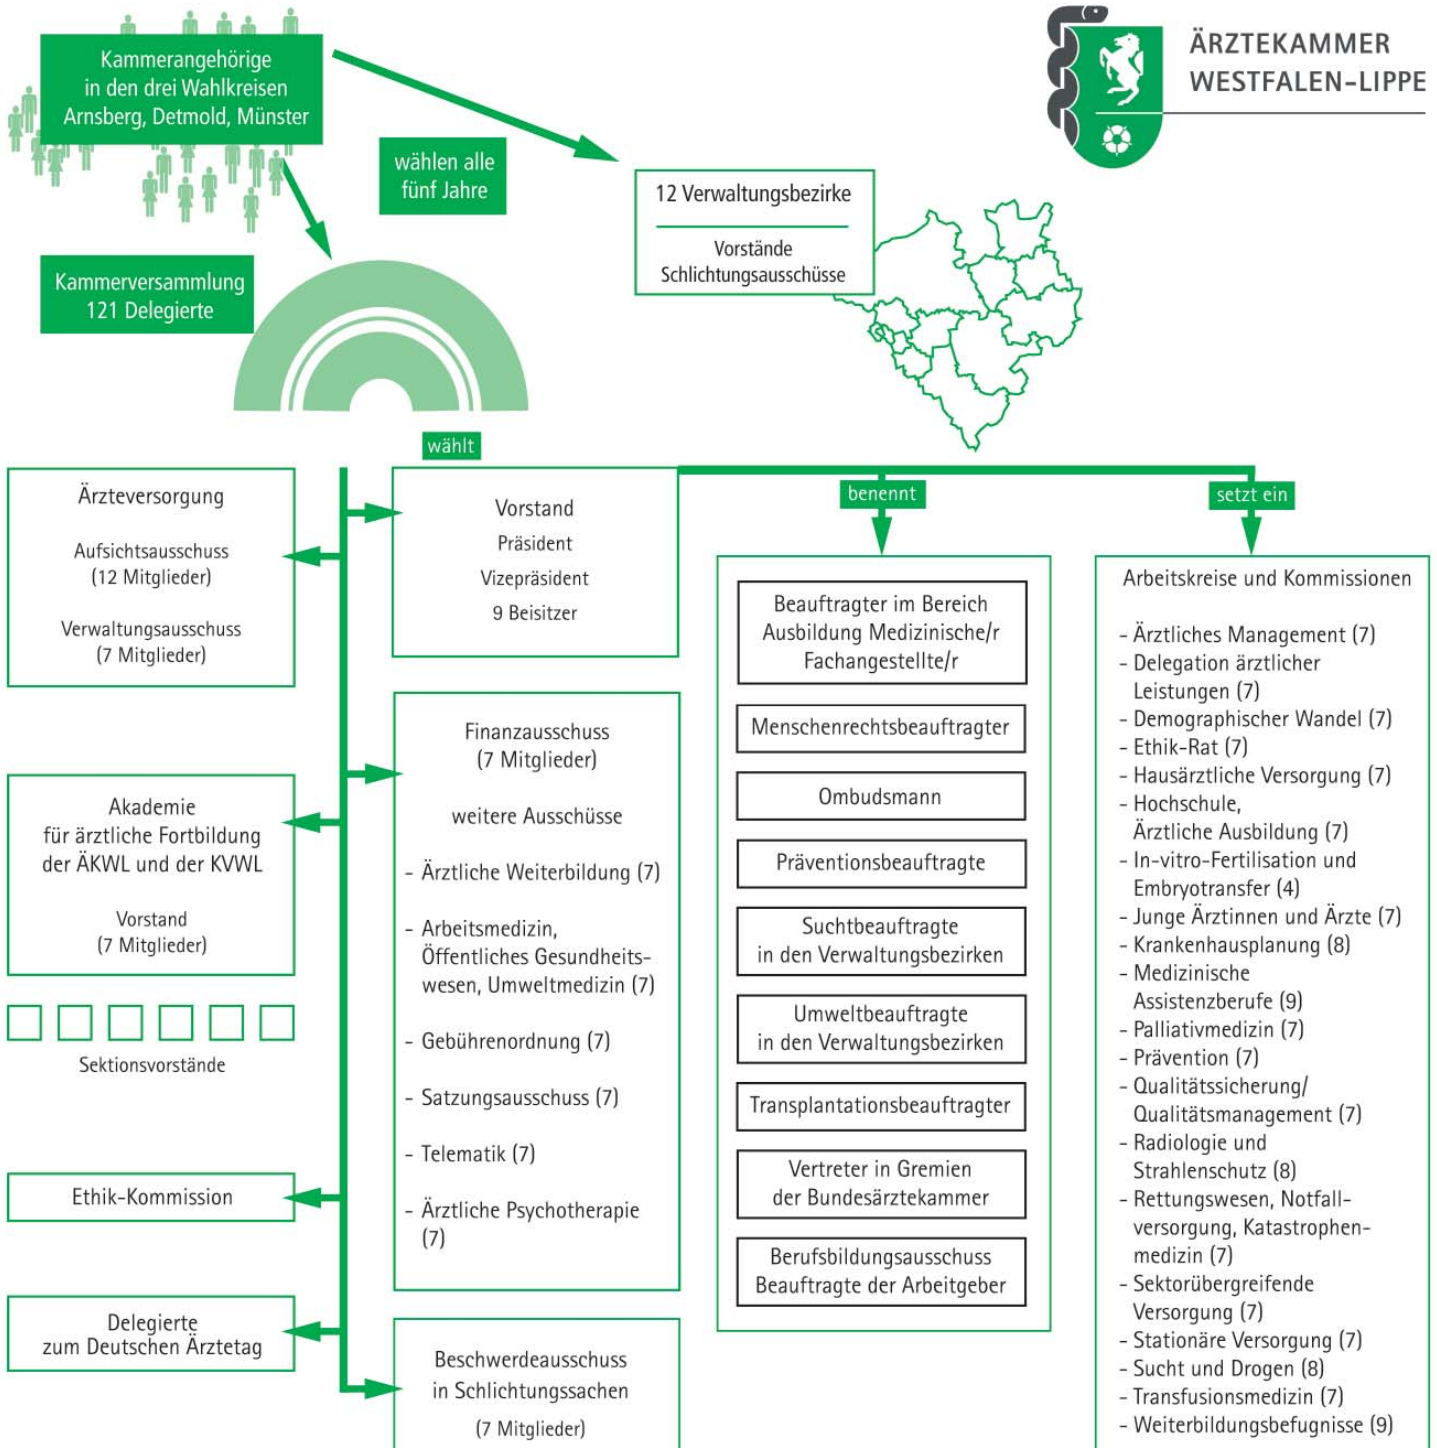 Kammerangehörige
in den drei Wahlkreisen
Arnsberg, Detmold, Münster
ÄRZTEKAMMER
WESTFALEN-LIPPE
wählen alle
fünf Jahre
12 Verwaltungsbezirke
Vorstände
Schlichtungsausschüsse
Kammerversammlung
121 Delegierte
wählt
Ärzteversorgung
Aufsichtsausschuss
(12 Mitglieder)
Verwaltungsausschuss
(7 Mitglieder)
Akademie
für ärztliche Fortbildung
der ÄKWL und der KVWL
Vorstand
(7 Mitglieder)
Sektionsvorstände
Ethik-Kommission
Delegierte
zum Deutschen Ärztetag
Vorstand
Präsident
Vizepräsident
9 Beisitzer
Finanzausschuss
(7 Mitglieder)
weitere Ausschüsse
- Ärztliche Weiterbildung (7)
- Arbeitsmedizin,
Öffentliches Gesundheits-
wesen, Umweltmedizin (7)
- Gebührenordnung (7)
- Satzungsausschuss (7)
- Telematik (7)
- Ärztliche Psychotherapie
(7)
Beschwerdeausschuss
in Schlichtungssachen
(7 Mitglieder)
benennt
Beauftragter im Bereich
Ausbildung Medizinische/r
Fachangestellte/r
Menschenrechtsbeauftragter
Ombudsmann
Präventionsbeauftragte
Suchtbeauftragte
in den Verwaltungsbezirken
Umweltbeauftragte
in den Verwaltungsbezirken
Transplantationsbeauftragter
Vertreter in Gremien
der Bundesärztekammer
Berufsbildungsausschuss
Beauftragte der Arbeitgeber
setzt ein
Arbeitskreise und Kommissionen
- Ärztliches Management (7)
- Delegation ärztlicher
Leistungen (7)
- Demographischer Wandel (7)
- Ethik-Rat (7)
- Hausärztliche Versorgung (7)
- Hochschule,
Ärztliche Ausbildung (7)
- In-vitro-Fertilisation und
Embryotransfer (4)
- Junge Ärztinnen und Ärzte (7)
- Krankenhausplanung (8)
- Medizinische
Assistenzberufe (9)
- Palliativmedizin (7)
- Prävention (7)
- Qualitätssicherung/
Qualitätsmanagement (7)
- Radiologie und
Strahlenschutz (8)
- Rettungswesen, Notfall-
versorgung, Katastrophen-
medizin (7)
- Sektorübergreifende
Versorgung (7)
- Stationäre Versorgung (7)
- Sucht und Drogen (8)
- Transfusionsmedizin (7)
- Weiterbildungsbefugnisse (9)